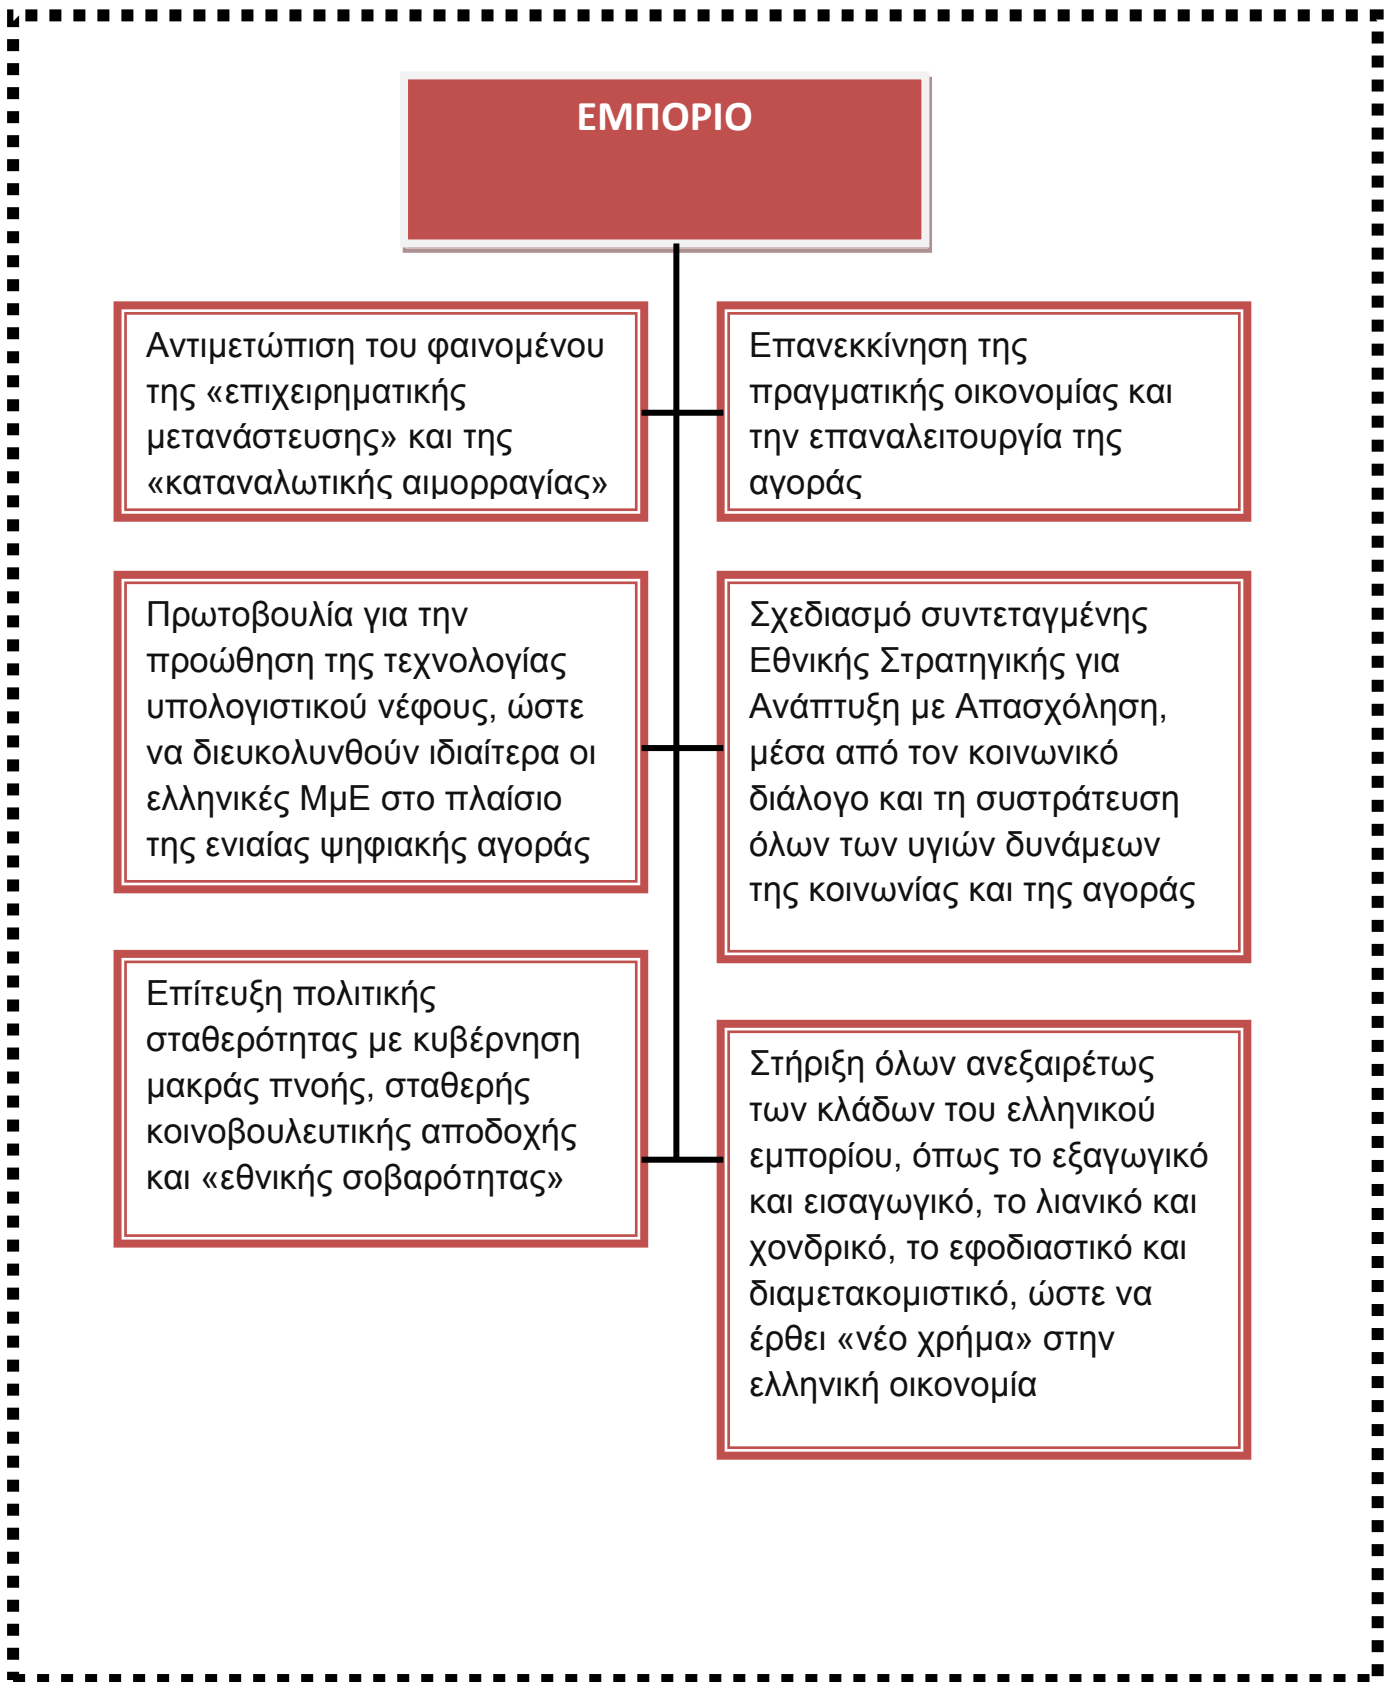 ΕΜΠΟΡΙΟ
Αντιμετώπιση του φαινομένου
της «επιχειρηματικής
μετανάστευσης» και της
«καταναλωτικής αιμορραγίας»
Επανεκκίνηση της
πραγματικής οικονομίας και
την επαναλειτουργία της
αγοράς
Πρωτοβουλία για την
προώθηση της τεχνολογίας
υπολογιστικού νέφους, ώστε
να διευκολυνθούν ιδιαίτερα οι
ελληνικές ΜμΕ στο πλαίσιο
της ενιαίας ψηφιακής αγοράς
Σχεδιασμό συντεταγμένης
Εθνικής Στρατηγικής για
Ανάπτυξη με Απασχόληση,
μέσα από τον κοινωνικό
διάλογο και τη συστράτευση
όλων των υγιών δυνάμεων
της κοινωνίας και της αγοράς
Επίτευξη πολιτικής
σταθερότητας με κυβέρνηση
μακράς πνοής, σταθερής
κοινοβουλευτικής αποδοχής
και «εθνικής σοβαρότητας»
Στήριξη όλων ανεξαιρέτως
των κλάδων του ελληνικού
εμπορίου, όπως το εξαγωγικό
και εισαγωγικό, το λιανικό και
χονδρικό, το εφοδιαστικό και
διαμετακομιστικό, ώστε να
έρθει «νέο χρήμα» στην
ελληνική οικονομία